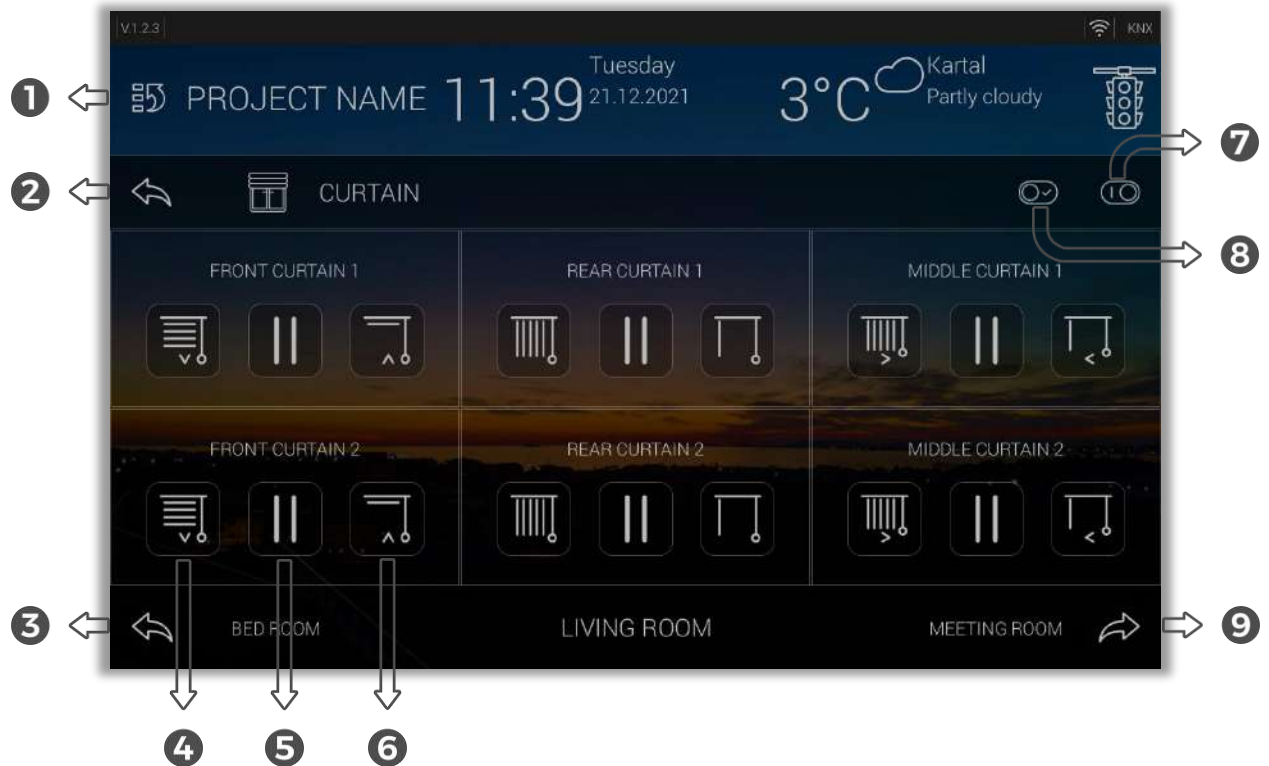 V.1.2.3
KNX
PROJECT NAME
11:39
Tuesday
21.12.2021
3°C
Kartal
Partly cloudy
1
7
2
CURTAIN
8
FRONT CURTAIN 1
REAR CURTAIN 1
MIDDLE CURTAIN 1
FRONT CURTAIN 2
REAR CURTAIN 2
MIDDLE CURTAIN 2
3
BED ROOM
LIVING ROOM
MEETING ROOM
9
4
5
6